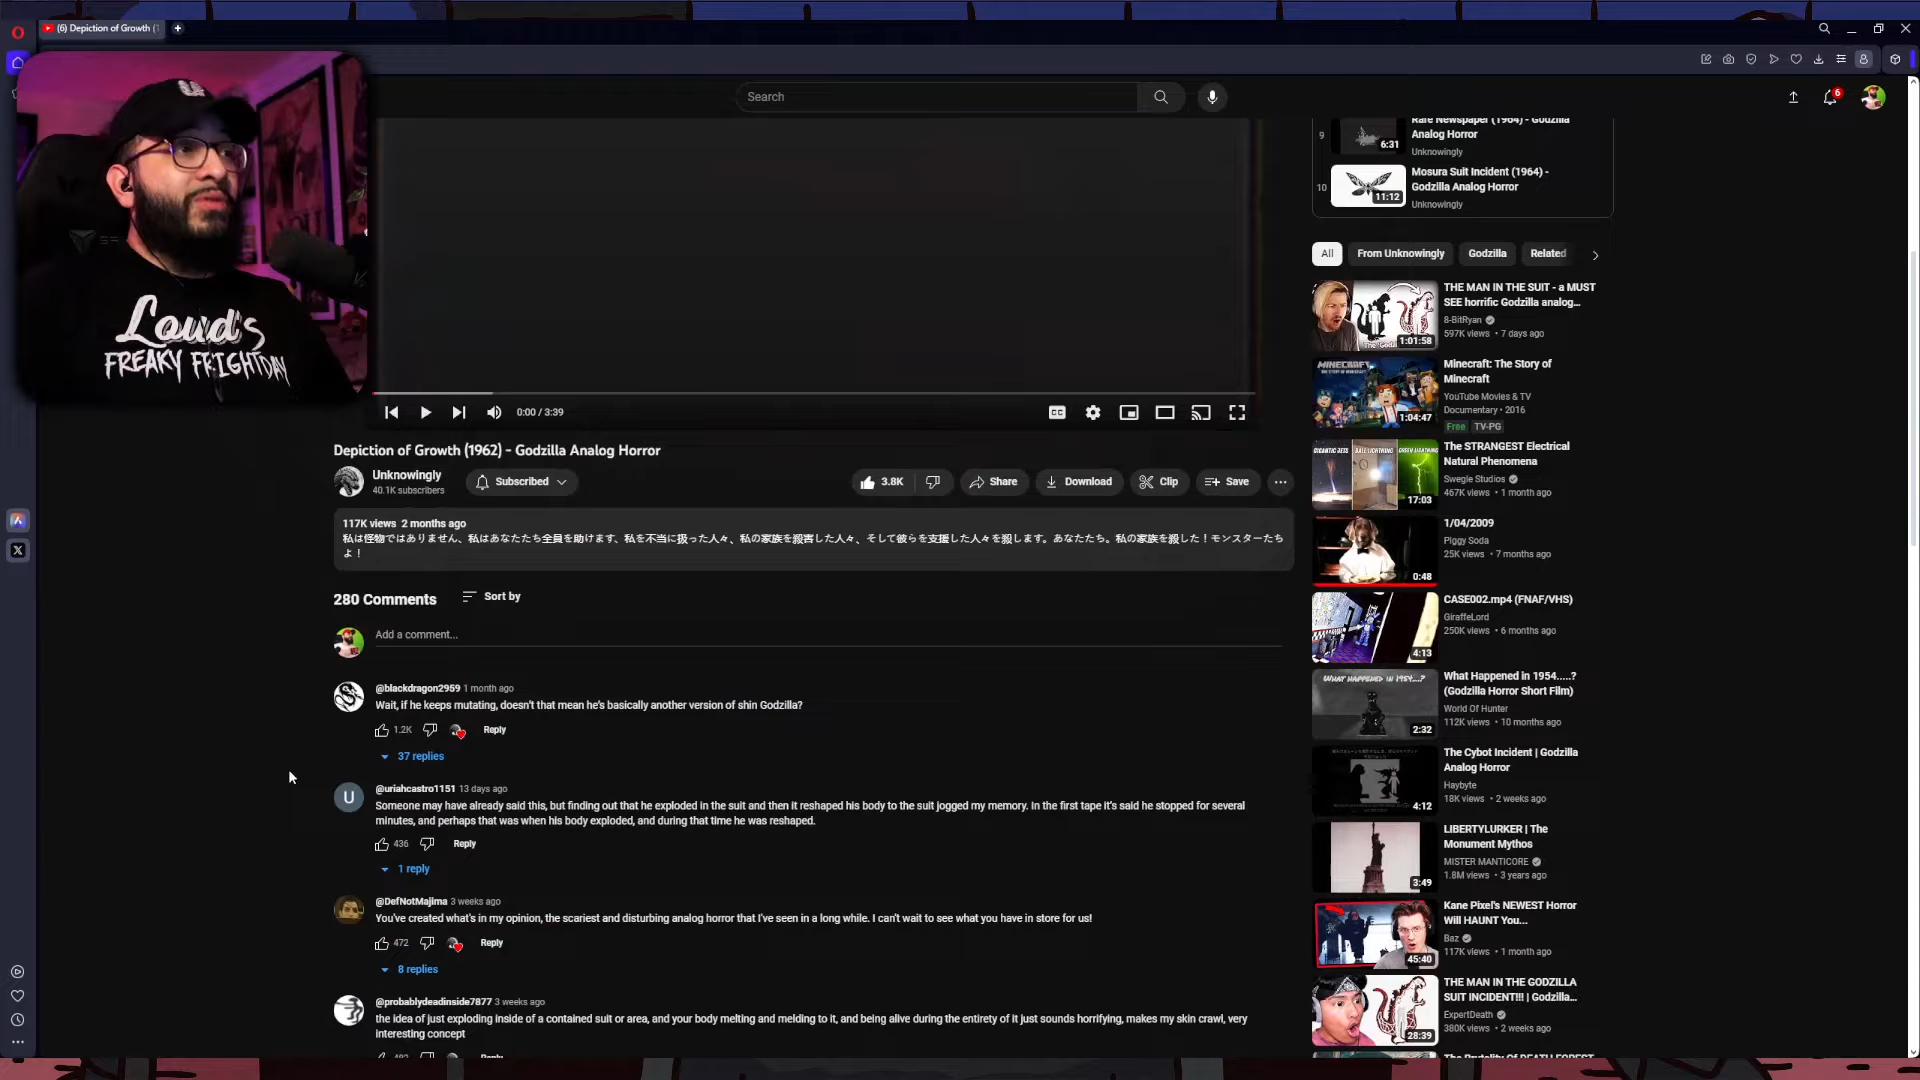 (6) Depiction of Growth (1
Search
6
Loud's
FREAKY FRIGHTDAY
0:00 / 3:39
Depiction of Growth (1962) - Godzilla Analog Horror
Unknowingly
40.1K subscribers
Subscribed
3.8K
Share
Download
Clip
Save
117K views 2 months ago
私は怪物ではありません、私はあなたたち全員を助けます、私を不当に扱った人々、私の家族を殺害した人々、そして彼らを支援した人々を殺します。あなたたち。私の家族を殺した！モンスターたち
よ！
280 Comments
Sort by
Add a comment...
@blackdragon2959 1 month ago
Wait, if he keeps mutating, doesn't that mean he's basically another version of shin Godzilla?
1.2K
Reply
37 replies
U
@uriahcastro1151 13 days ago
Someone may have already said this, but finding out that he exploded in the suit and then it reshaped his body to the suit jogged my memory. In the first tape it's said he stopped for several
minutes, and perhaps that was when his body exploded, and during that time he was reshaped.
436
Reply
1 reply
@DefNotMajima 3 weeks ago
You've created what's in my opinion, the scariest and disturbing analog horror that I've seen in a long while. I can't wait to see what you have in store for us!
472
Reply
8 replies
@probablydeadinside7877 3 weeks ago
the idea of just exploding inside of a contained suit or area, and your body melting and melding to it, and being alive during the entirety of it just sounds horrifying, makes my skin crawl, very
interesting concept
Reply
9
6:31
Rare Newspaper (1964) - Godzilla
Analog Horror
Unknowingly
10
11:12
Mosura Suit Incident (1964) -
Godzilla Analog Horror
Unknowingly
All
From Unknowingly
Godzilla
Related
THE MAN IN THE SUIT - a MUST
SEE horrific Godzilla analog...
8-BitRyan
597K views • 7 days ago
1:01:58
MINECRAFT
Minecraft: The Story of
Minecraft
YouTube Movies & TV
Documentary • 2016
Free TV-PG
1:04:47
GIGANTIC JETS
BALL LIGHTNING
GREEN LIGHTNING
The STRANGEST Electrical
Natural Phenomena
Swegle Studios
467K views • 1 month ago
17:03
1/04/2009
Piggy Soda
25K views • 7 months ago
0:48
CASE002.mp4 (FNAF/VHS)
GiraffeLord
250K views • 6 months ago
4:13
WHAT HAPPENED IN 1954.....?
What Happened in 1954.....?
(Godzilla Horror Short Film)
World Of Hunter
112K views • 10 months ago
2:32
The Cybot Incident | Godzilla
Analog Horror
Haybyte
18K views • 2 weeks ago
4:12
LIBERTYLURKER | The
Monument Mythos
MISTER MANTICORE
1.8M views • 3 years ago
3:49
Kane Pixel's NEWEST Horror
Will HAUNT You...
Baz
117K views • 1 month ago
45:40
THE MAN IN THE GODZILLA
SUIT INCIDENT!!! | Godzilla...
ExpertDeath
380K views • 2 weeks ago
28:39